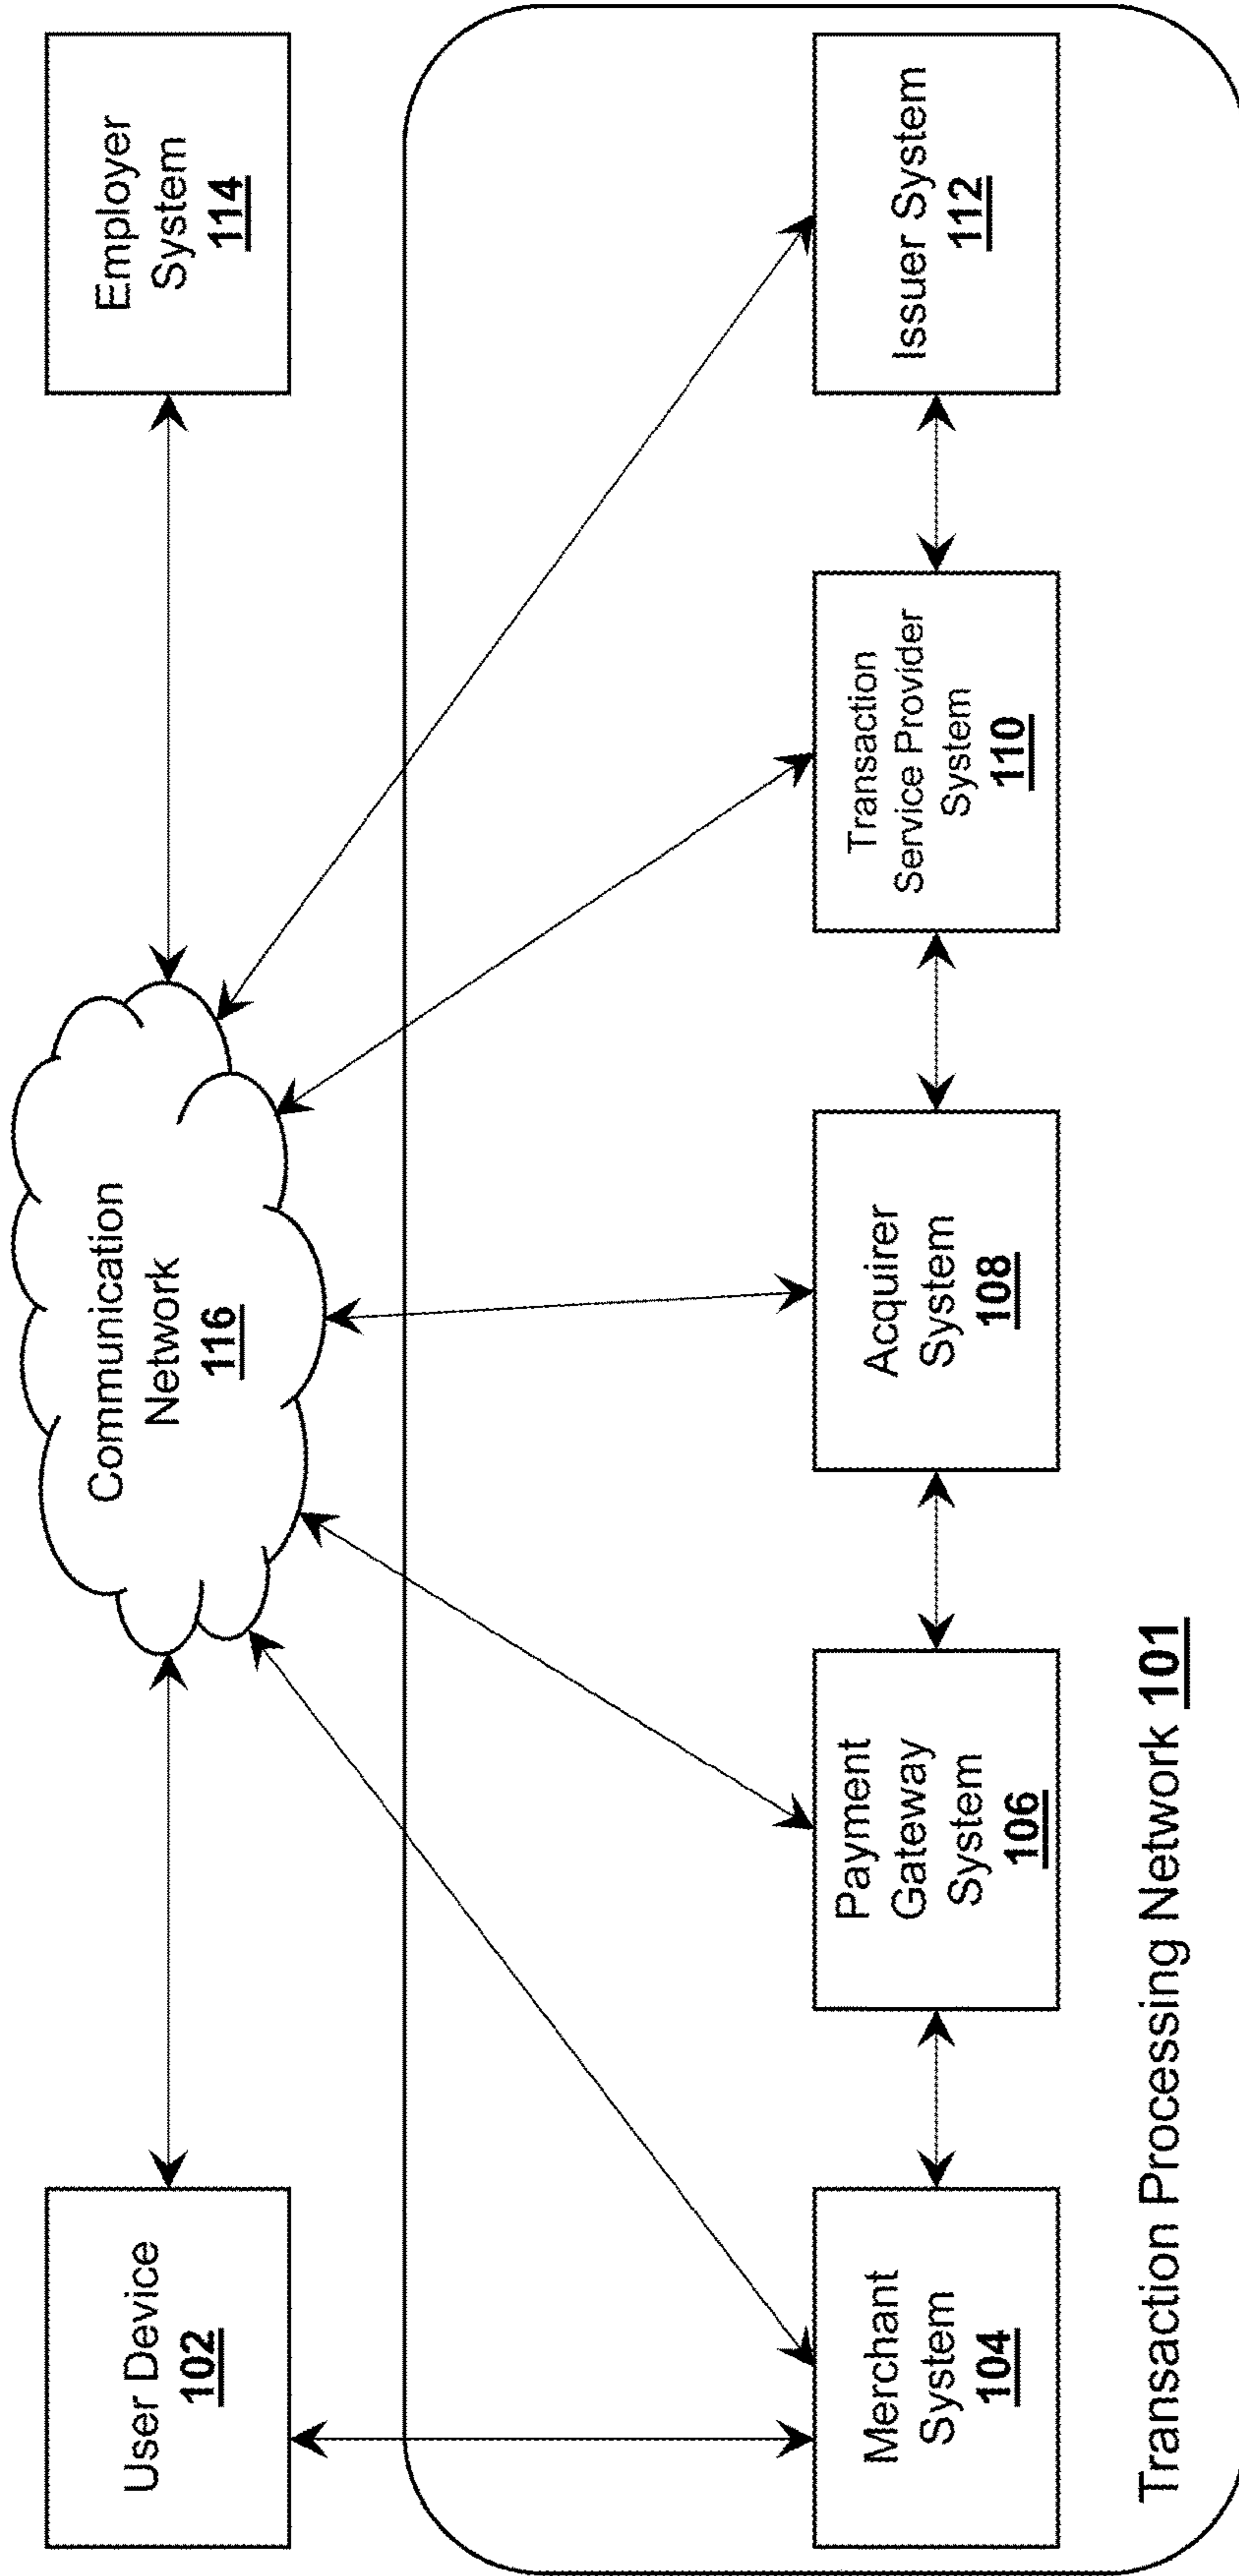 User Device
102
Communication
Network
116
Employer
System
114
Merchant
System
104
Payment
Gateway
System
106
Acquirer
System
108
Transaction
Service Provider
System
110
Issuer System
112
Transaction Processing Network 101